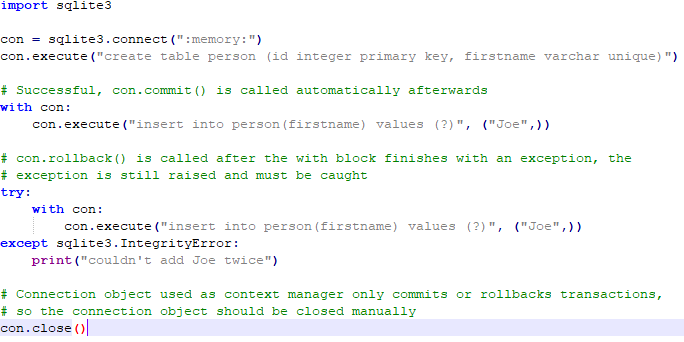 import sqlite3
con = sqlite3.connect(":memory:")
con.execute("create table person (id integer primary key, firstname varchar unique)")
# Successful, con.commit() is called automatically afterwards
with con:
    con.execute("insert into person(firstname) values (?)", ("Joe",))
# con.rollback() is called after the with block finishes with an exception, the
# exception is still raised and must be caught
try:
    with con:
        con.execute("insert into person(firstname) values (?)", ("Joe",))
except sqlite3.IntegrityError:
    print("couldn't add Joe twice")
# Connection object used as context manager only commits or rollbacks transactions,
# so the connection object should be closed manually
con.close()